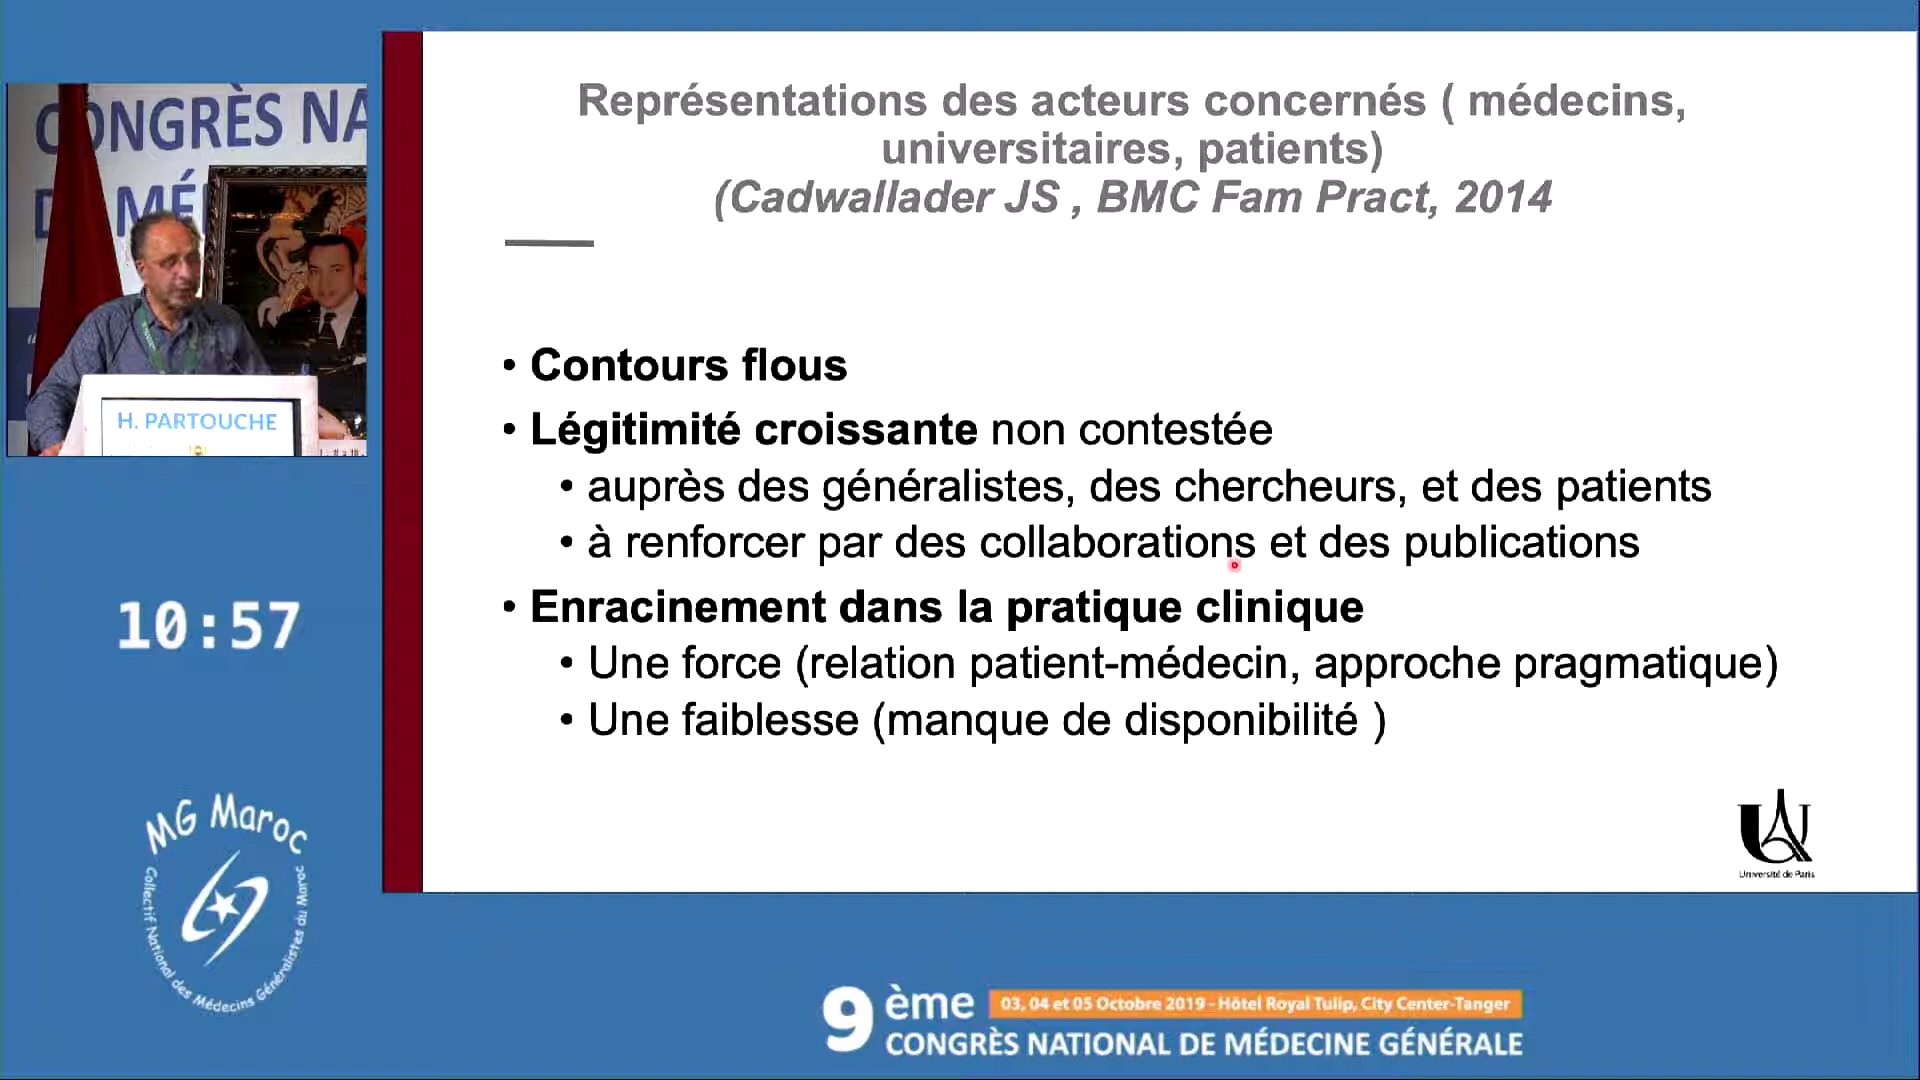 CONGRÈS NA
D MÉ
H. PARTOUCHE
Représentations des acteurs concernés ( médecins,
universitaires, patients)
(Cadwallader JS , BMC Fam Pract, 2014
• Contours flous
• Légitimité croissante non contestée
• auprès des généralistes, des chercheurs, et des patients
• à renforcer par des collaborations et des publications
• Enracinement dans la pratique clinique
• Une force (relation patient-médecin, approche pragmatique)
• Une faiblesse (manque de disponibilité )
Université de Paris
10:57
MG Maroc
Collectif National des Médecins Généralistes du Maroc
9 ème
03, 04 et 05 Octobre 2019 - Hôtel Royal Tulip, City Center-Tanger
CONGRÈS NATIONAL DE MÉDECINE GÉNÉRALE